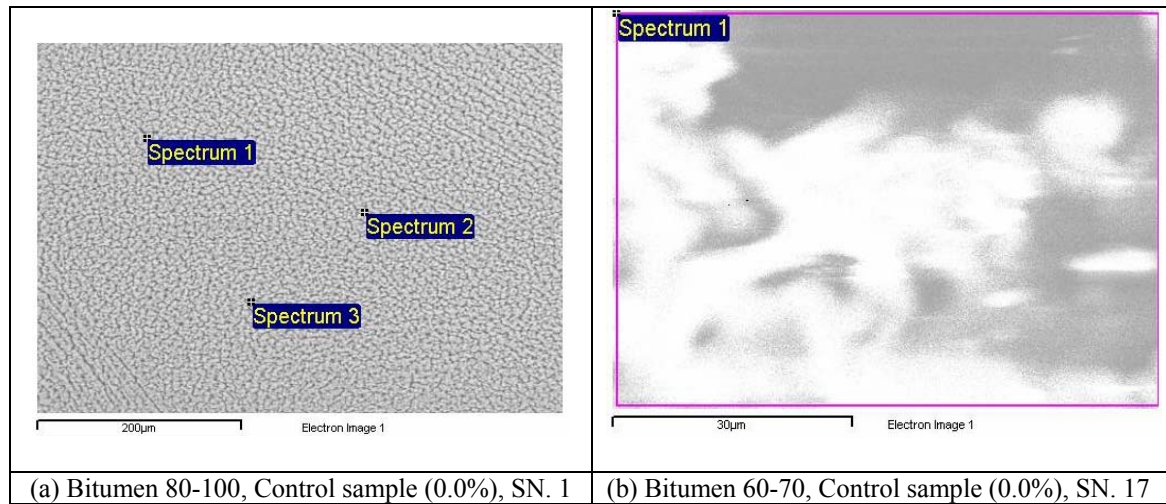 Spectrum 1
Spectrum 2
Spectrum 3
200µm
Electron Image 1
(a) Bitumen 80-100, Control sample (0.0%), SN. 1
Spectrum 1
30µm
Electron Image 1
(b) Bitumen 60-70, Control sample (0.0%), SN. 17